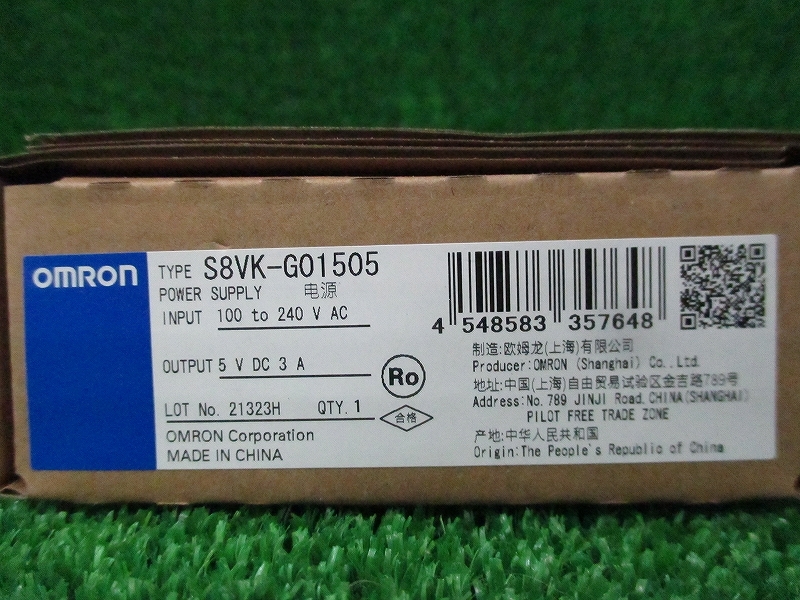 OMRON
TYPE S8VK-G01505
POWER SUPPLY 电源
INPUT 100 to 240 V AC
OUTPUT 5 V DC 3 A
Ro
LOT No. 21323H QTY. 1
合格
OMRON Corporation
MADE IN CHINA
4 548583 357648
制造:欧姆龙(上海)有限公司
Producer:OMRON (Shanghai) Co.,Ltd.
地址:中国(上海)自由贸易试验区金吉路789号
Address:No. 789 JINJI Road.CHINA(SHANGHAI)
PILOT FREE TRADE ZONE
产地:中华人民共和国
Origin:The People's Republic of China